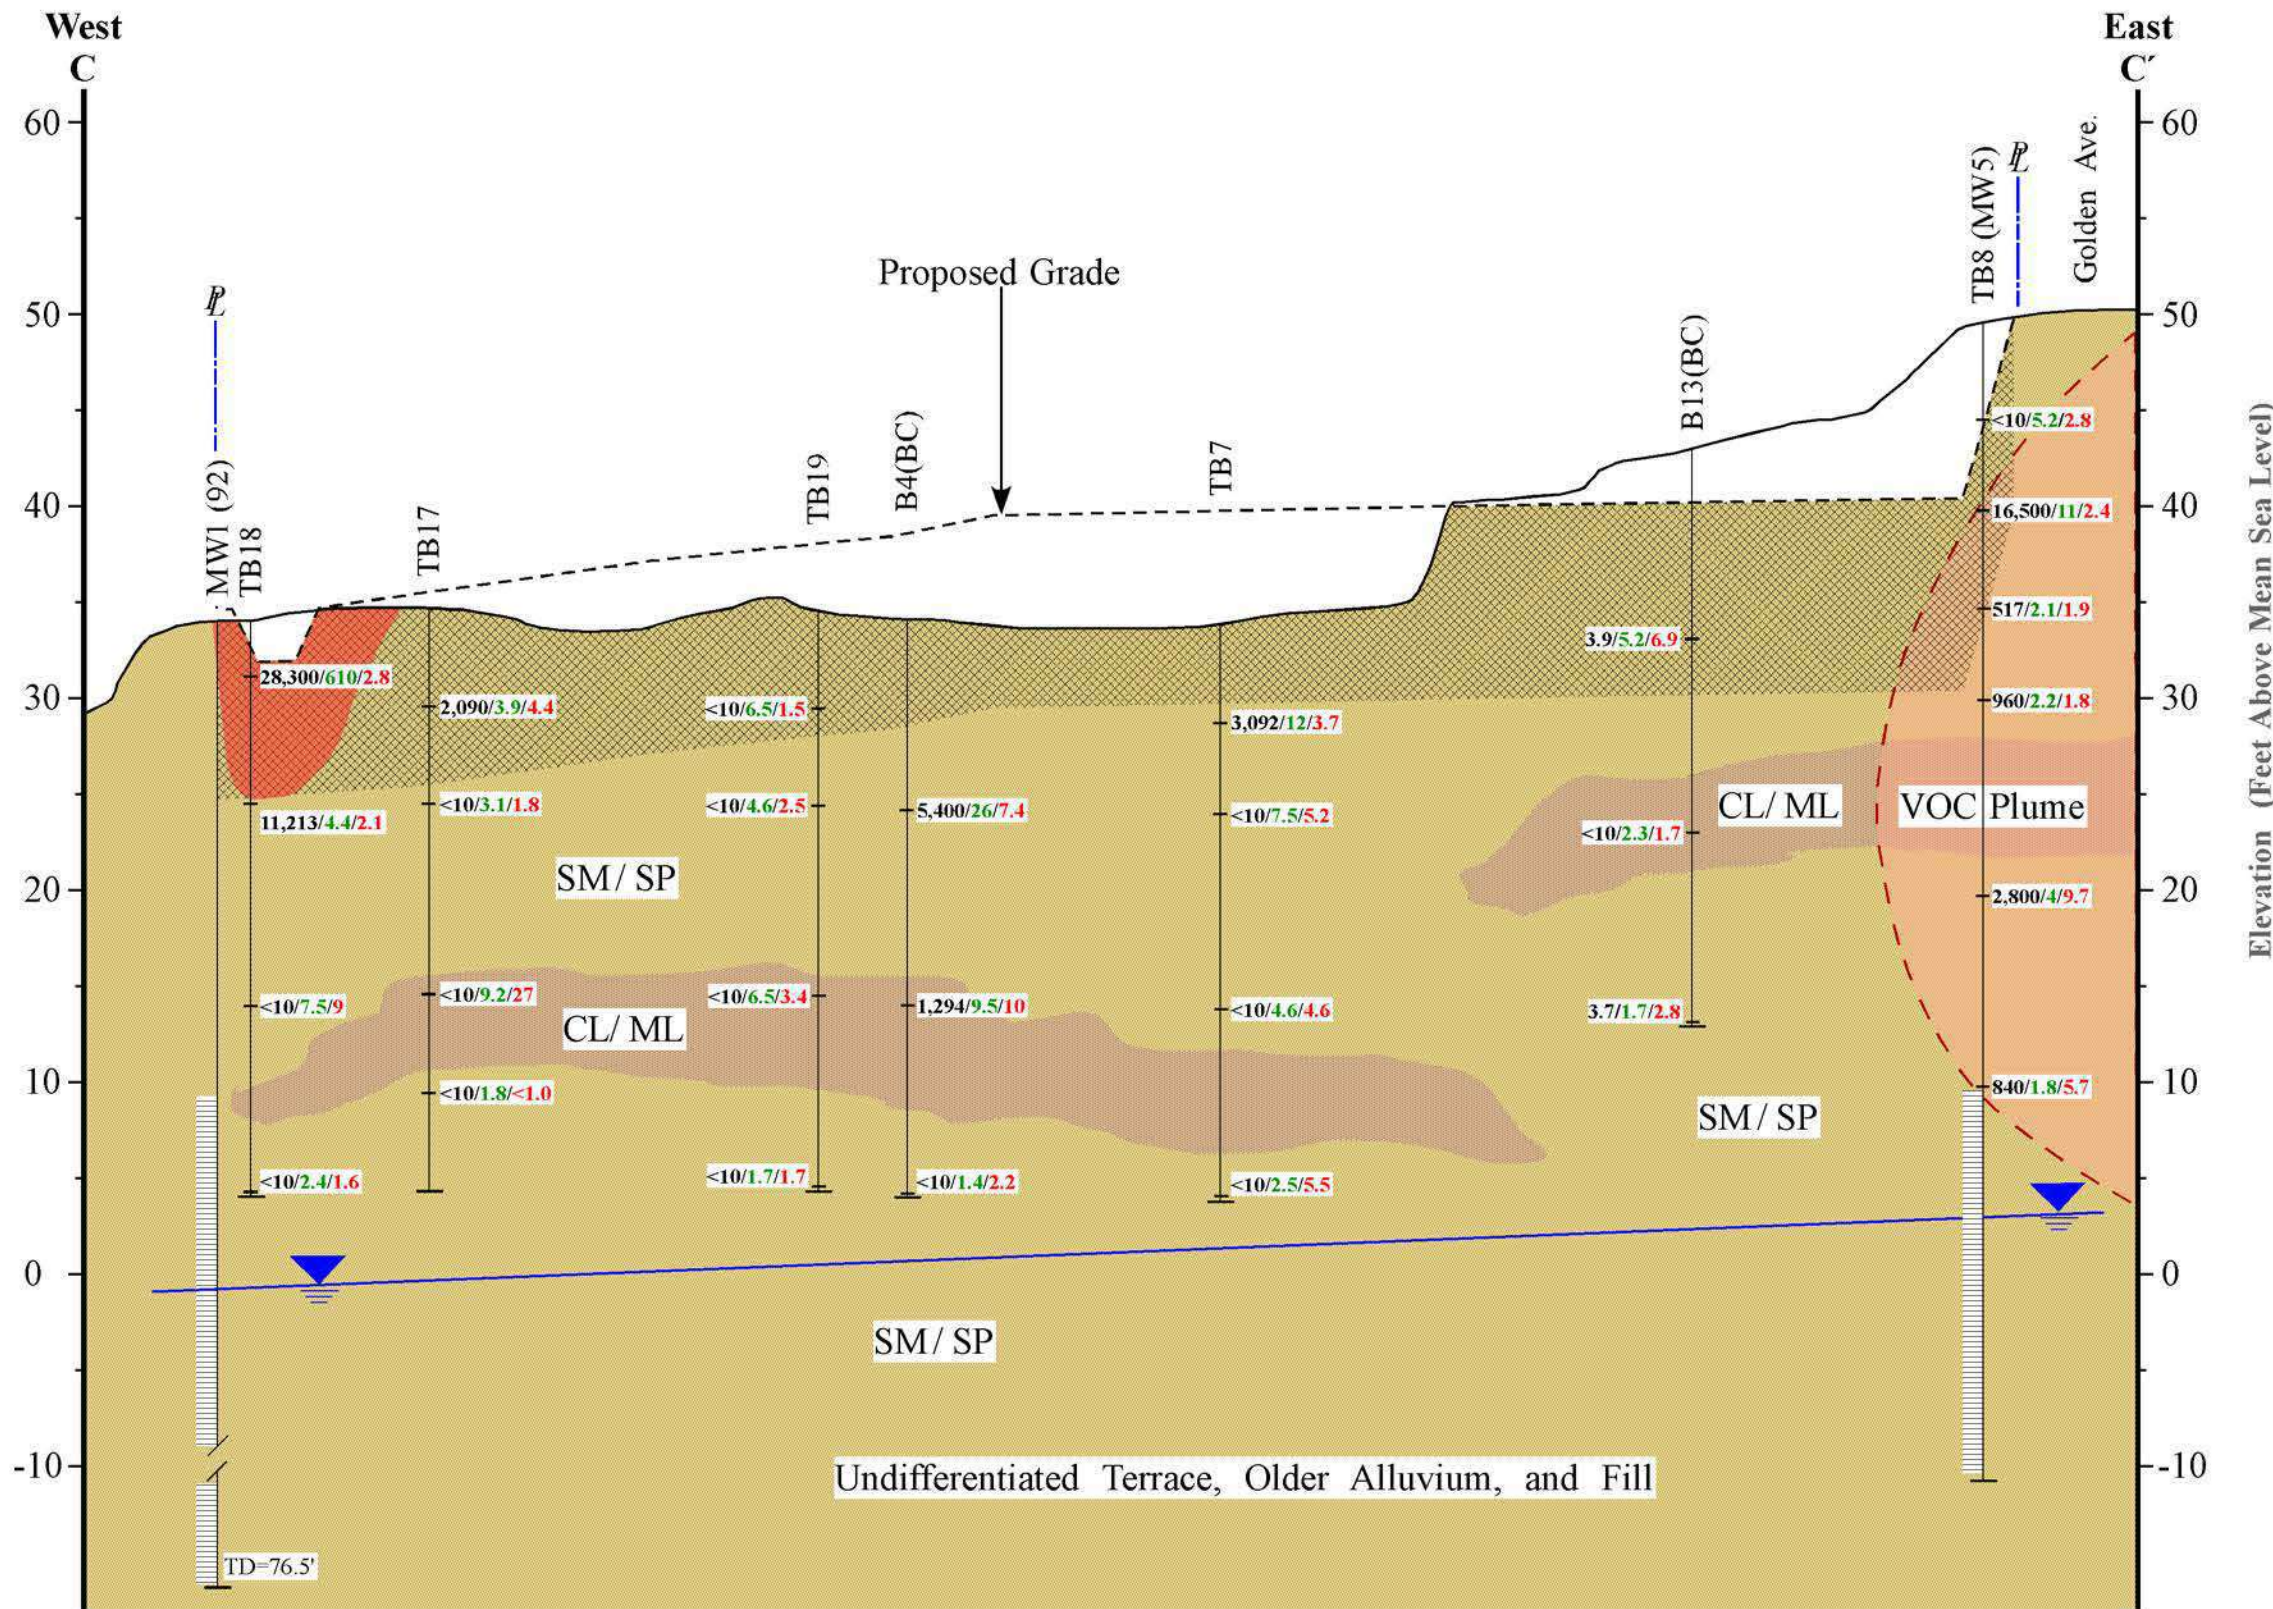 West
East
C
C´
60
60
TB8 (MW5)
PL
Golden Ave.
Proposed Grade
50
50
PL
B13(BC)
B4(BC)
TB7
TB19
MW1 (92)
TB18
TB17
Elevation (Feet Above Mean Sea Level)
<10/5.2/2.8
40
40
16,500/11/2.4
517/2.1/1.9
3.9/5.2/6.9
28,300/610/2.8
30
30
960/2.2/1.8
2,090/3.9/4.4
<10/6.5/1.5
3,092/12/3.7
<10/3.1/1.8
<10/4.6/2.5
5,400/26/7.4
<10/7.5/5.2
CL/ ML
VOC Plume
11,213/4.4/2.1
<10/2.3/1.7
SM/ SP
20
20
2,800/4/9.7
<10/7.5/9
<10/9.2/27
<10/6.5/3.4
1,294/9.5/10
<10/4.6/4.6
3.7/1.7/2.8
CL/ ML
10
10
<10/1.8/<1.0
840/1.8/5.7
SM/ SP
<10/2.4/1.6
<10/1.7/1.7
<10/1.4/2.2
<10/2.5/5.5
0
0
SM/ SP
-10
-10
Undifferentiated Terrace, Older Alluvium, and Fill
TD=76.5'